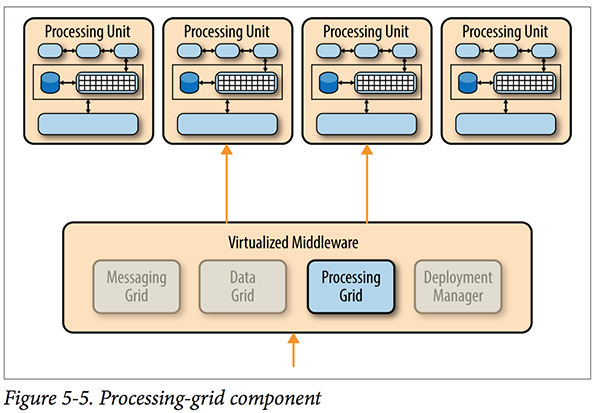 Processing Unit
Processing Unit
Processing Unit
Processing Unit
Virtualized Middleware
Messaging
Grid
Data
Grid
Processing
Grid
Deployment
Manager
Figure 5-5. Processing-grid component